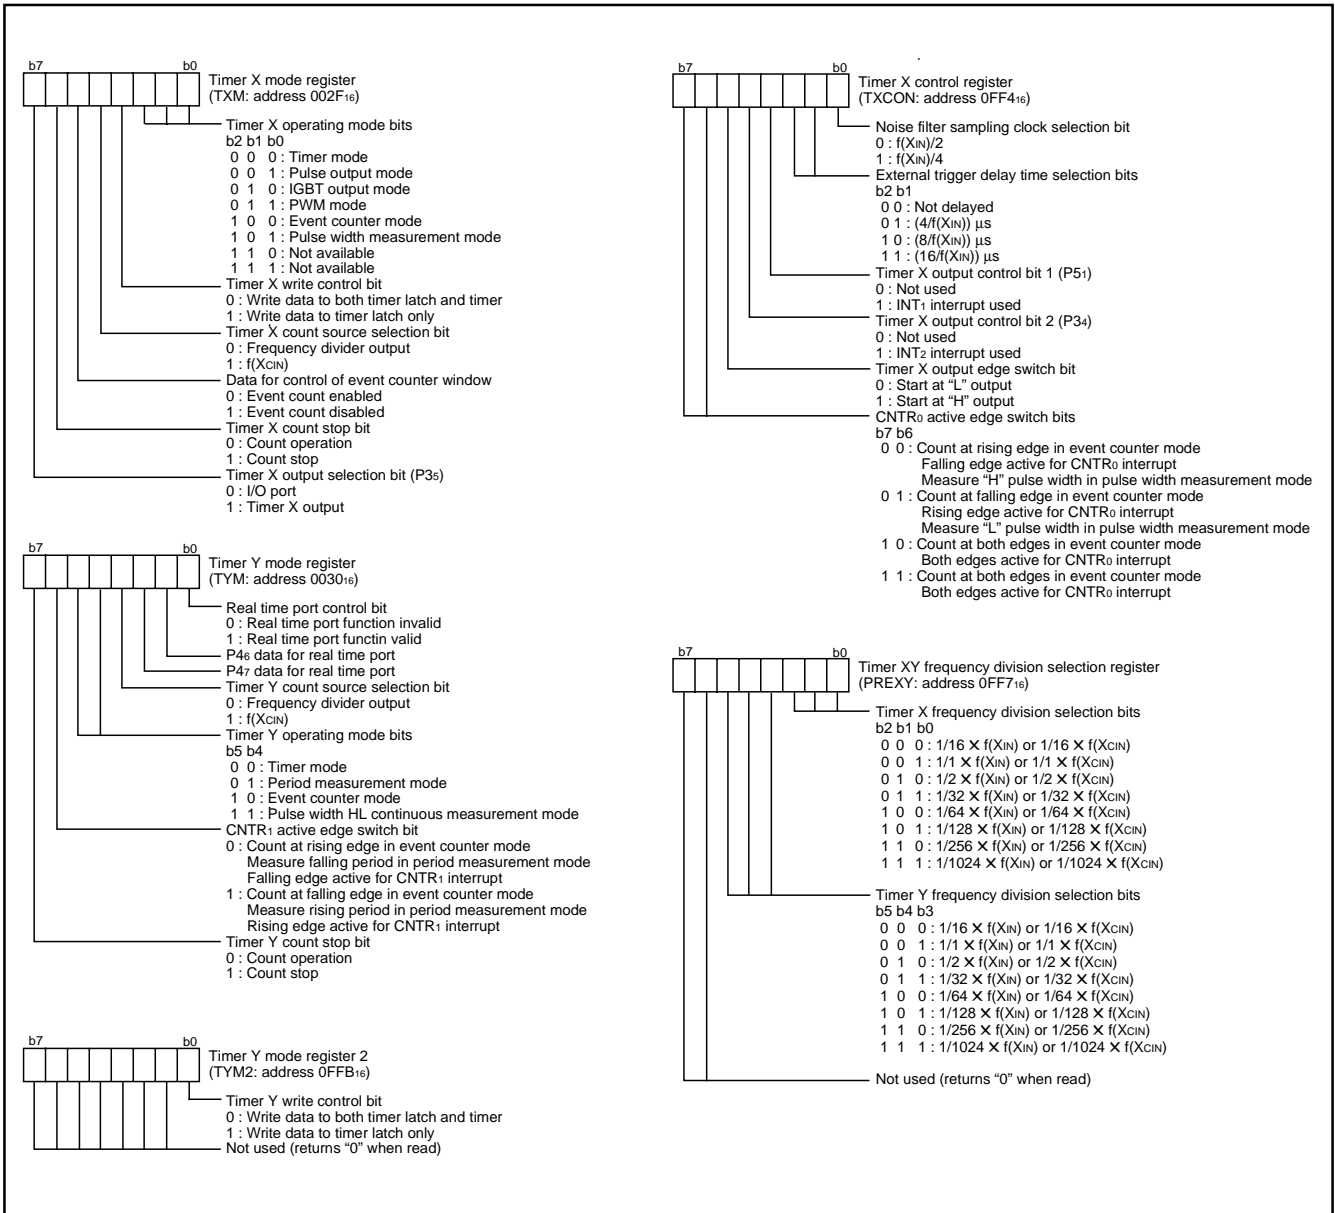 b7 b0
Timer X mode register
(TXM: address 002F16)
Timer X operating mode bits
b2 b1 b0
0 0 0 : Timer mode
0 0 1 : Pulse output mode
0 1 0 : IGBT output mode
0 1 1 : PWM mode
1 0 0 : Event counter mode
1 0 1 : Pulse width measurement mode
1 1 0 : Not available
1 1 1 : Not available
Timer X write control bit
0 : Write data to both timer latch and timer
1 : Write data to timer latch only
Timer X count source selection bit
0 : Frequency divider output
1 : f(XCIN)
Data for control of event counter window
0 : Event count enabled
1 : Event count disabled
Timer X count stop bit
0 : Count operation
1 : Count stop
Timer X output selection bit (P35)
0 : I/O port
1 : Timer X output
b7 b0
Timer Y mode register
(TYM: address 003016)
Real time port control bit
0 : Real time port function invalid
1 : Real time port functin valid
P46 data for real time port
P47 data for real time port
Timer Y count source selection bit
0 : Frequency divider output
1 : f(XCIN)
Timer Y operating mode bits
b5 b4
0 0 : Timer mode
0 1 : Period measurement mode
1 0 : Event counter mode
1 1 : Pulse width HL continuous measurement mode
CNTR1 active edge switch bit
0 : Count at rising edge in event counter mode
Measure falling period in period measurement mode
Falling edge active for CNTR1 interrupt
1 : Count at falling edge in event counter mode
Measure rising period in period measurement mode
Rising edge active for CNTR1 interrupt
Timer Y count stop bit
0 : Count operation
1 : Count stop
b7 b0
Timer Y mode register 2
(TYM2: address 0FFB16)
Timer Y write control bit
0 : Write data to both timer latch and timer
1 : Write data to timer latch only
Not used (returns “0” when read)
b7 b0
Timer X control register
(TXCON: address 0FF416)
Noise filter sampling clock selection bit
0 : f(XIN)/2
1 : f(XIN)/4
External trigger delay time selection bits
b2 b1
0 0 : Not delayed
0 1 : (4/f(XIN)) μs
1 0 : (8/f(XIN)) μs
1 1 : (16/f(XIN)) μs
Timer X output control bit 1 (P51)
0 : Not used
1 : INT1 interrupt used
Timer X output control bit 2 (P34)
0 : Not used
1 : INT2 interrupt used
Timer X output edge switch bit
0 : Start at “L” output
1 : Start at “H” output
CNTR0 active edge switch bits
b7 b6
0 0 : Count at rising edge in event counter mode
Falling edge active for CNTR0 interrupt
Measure “H” pulse width in pulse width measurement mode
0 1 : Count at falling edge in event counter mode
Rising edge active for CNTR0 interrupt
Measure “L” pulse width in pulse width measurement mode
1 0 : Count at both edges in event counter mode
Both edges active for CNTR0 interrupt
1 1 : Count at both edges in event counter mode
Both edges active for CNTR0 interrupt
b7 b0
Timer XY frequency division selection register
(PREXY: address 0FF716)
Timer X frequency division selection bits
b2 b1 b0
0 0 0 : 1/16 × f(XIN) or 1/16 × f(XCIN)
0 0 1 : 1/1 × f(XIN) or 1/1 × f(XCIN)
0 1 0 : 1/2 × f(XIN) or 1/2 × f(XCIN)
0 1 1 : 1/32 × f(XIN) or 1/32 × f(XCIN)
1 0 0 : 1/64 × f(XIN) or 1/64 × f(XCIN)
1 0 1 : 1/128 × f(XIN) or 1/128 × f(XCIN)
1 1 0 : 1/256 × f(XIN) or 1/256 × f(XCIN)
1 1 1 : 1/1024 × f(XIN) or 1/1024 × f(XCIN)
Timer Y frequency division selection bits
b5 b4 b3
0 0 0 : 1/16 × f(XIN) or 1/16 × f(XCIN)
0 0 1 : 1/1 × f(XIN) or 1/1 × f(XCIN)
0 1 0 : 1/2 × f(XIN) or 1/2 × f(XCIN)
0 1 1 : 1/32 × f(XIN) or 1/32 × f(XCIN)
1 0 0 : 1/64 × f(XIN) or 1/64 × f(XCIN)
1 0 1 : 1/128 × f(XIN) or 1/128 × f(XCIN)
1 1 0 : 1/256 × f(XIN) or 1/256 × f(XCIN)
1 1 1 : 1/1024 × f(XIN) or 1/1024 × f(XCIN)
Not used (returns “0” when read)